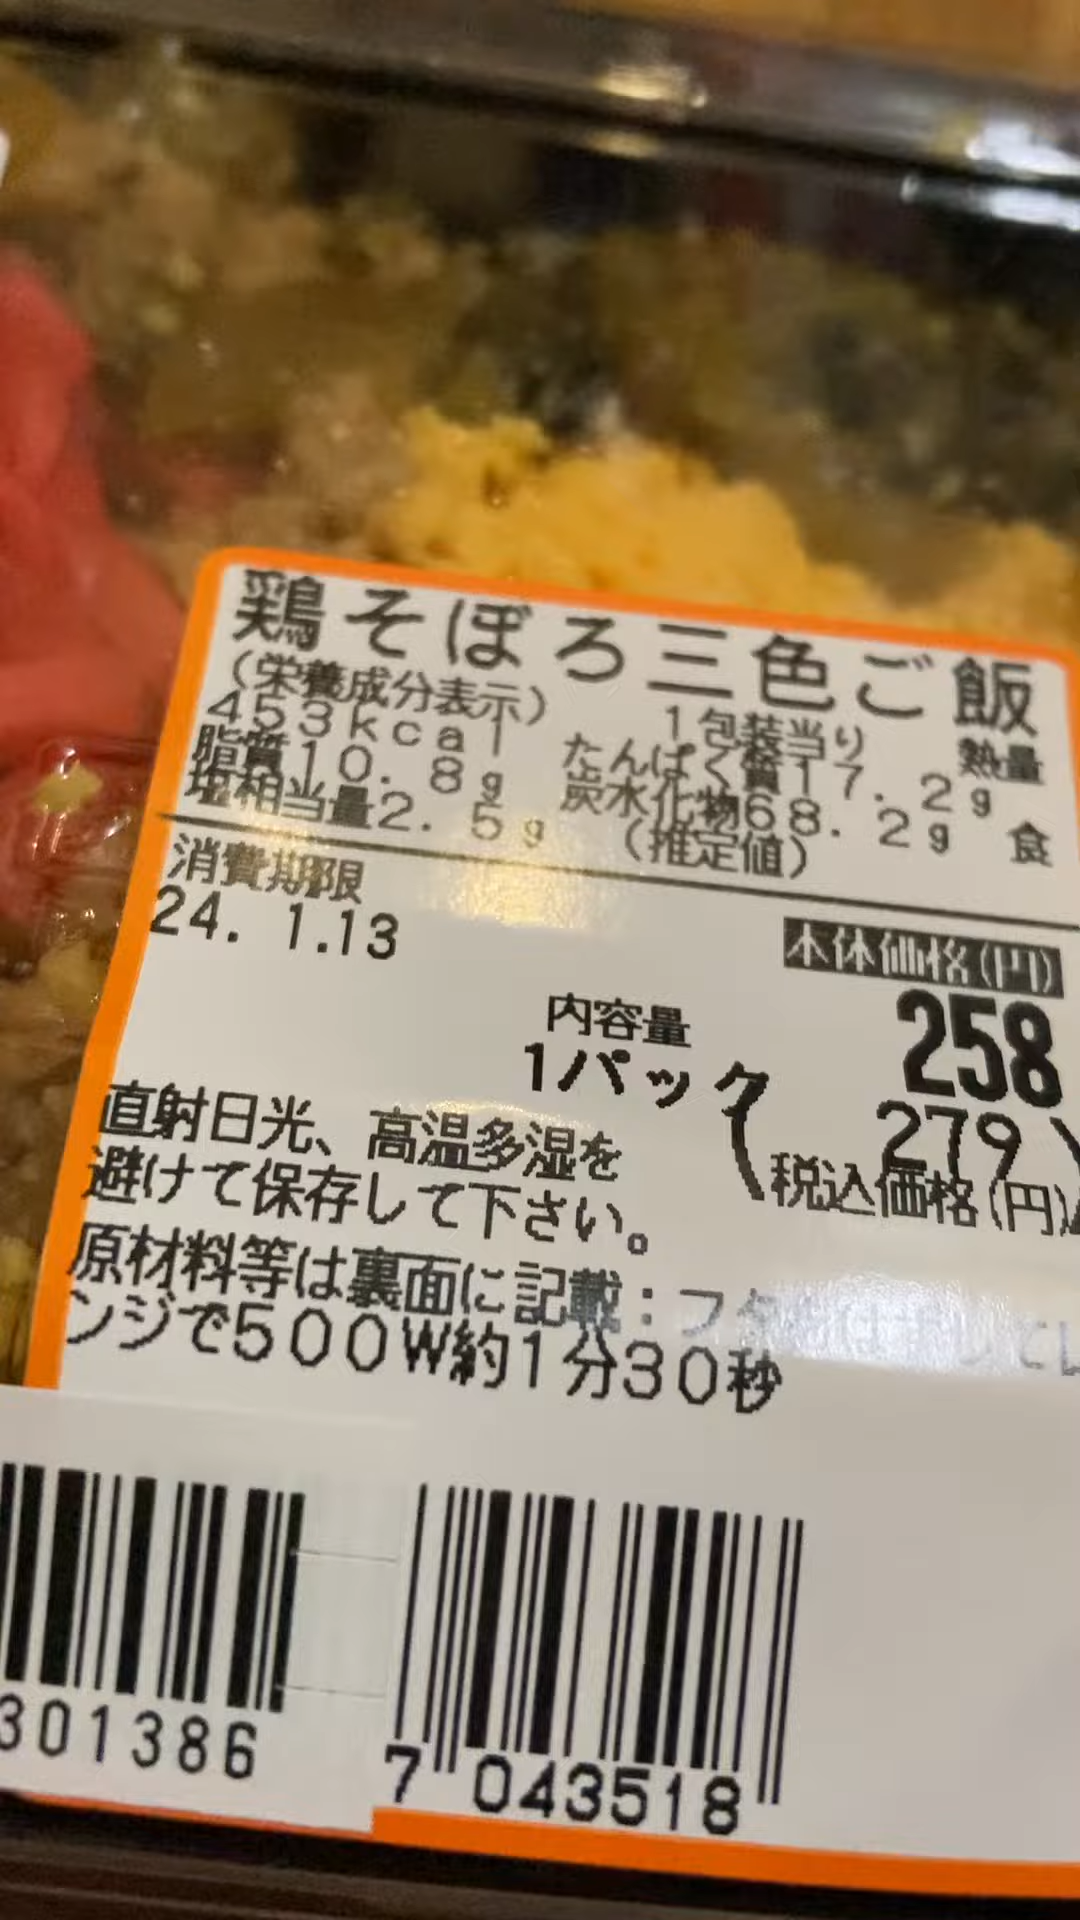 鶏そぼろ三色ご飯
(栄養成分表示) 1包装当り 熱量
453kcal たんぱく質17.2g
脂質10.8g 炭水化物68.2g 食
塩相当量2.5g (推定値)
消費期限
24. 1.13
本体価格(円)
258
内容量
1パック
279
税込価格(円)
直射日光、高温多湿を
避けて保存して下さい。
原材料等は裏面に記載:フタ
ンジで500W約1分30秒
301386
7 043518